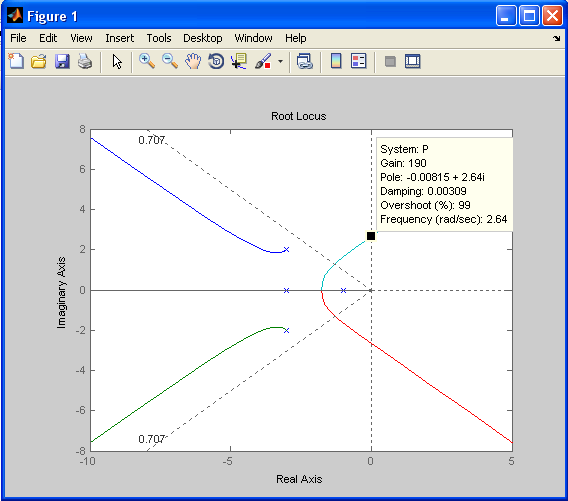 Figure 1
File Edit View Insert Tools Desktop Window Help
Root Locus
System: P
Gain: 190
Pole: -0.00815 + 2.64i
Damping: 0.00309
Overshoot (%): 99
Frequency (rad/sec): 2.64
0.707
0.707
8
6
4
2
0
-2
-4
-6
-8
Imaginary Axis
-10 -5 0 5
Real Axis